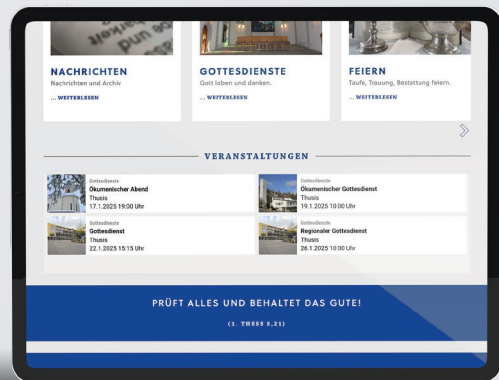 NACHRICHTEN
Nachrichten und Archiv
... WEITERLESEN
GOTTESDIENSTE
Gott loben und danken.
... WEITERLESEN
FEIERN
Taufe, Trauung, Bestattung feiern.
... WEITERLESEN
VERANSTALTUNGEN
Gottesdienste
Ökumenischer Abend
Thusis
17.1.2025 19:00 Uhr
Gottesdienste
Ökumenischer Gottesdienst
Thusis
19.1.2025 10:00 Uhr
Gottesdienste
Gottesdienst
Thusis
22.1.2025 15:15 Uhr
Gottesdienste
Regionaler Gottesdienst
Thusis
26.1.2025 10:00 Uhr
PRÜFT ALLES UND BEHALTET DAS GUTE!
(1. THESS 5,21)